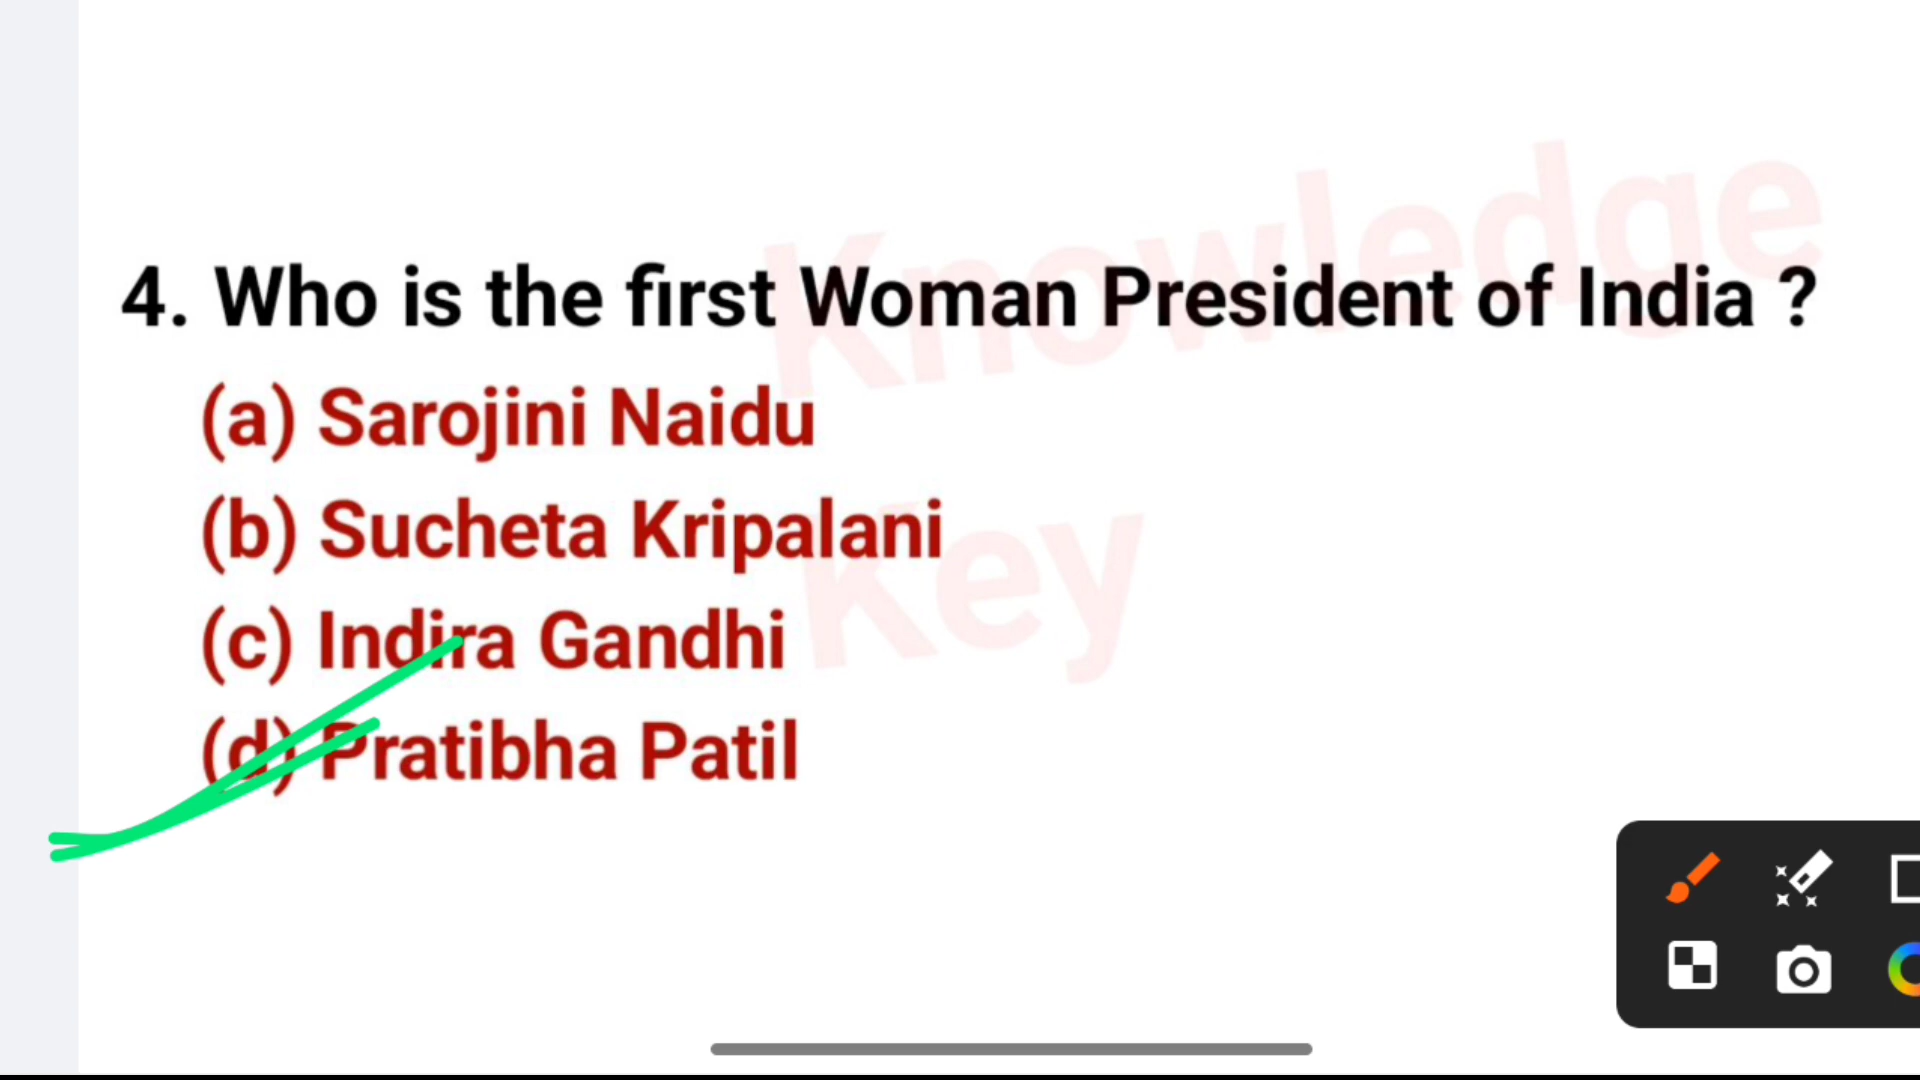 Knowledge
4. Who is the first Woman President of India ?
(a) Sarojini Naidu
(b) Sucheta Kripalani
Key
(c) Indira Gandhi
(d) Pratibha Patil